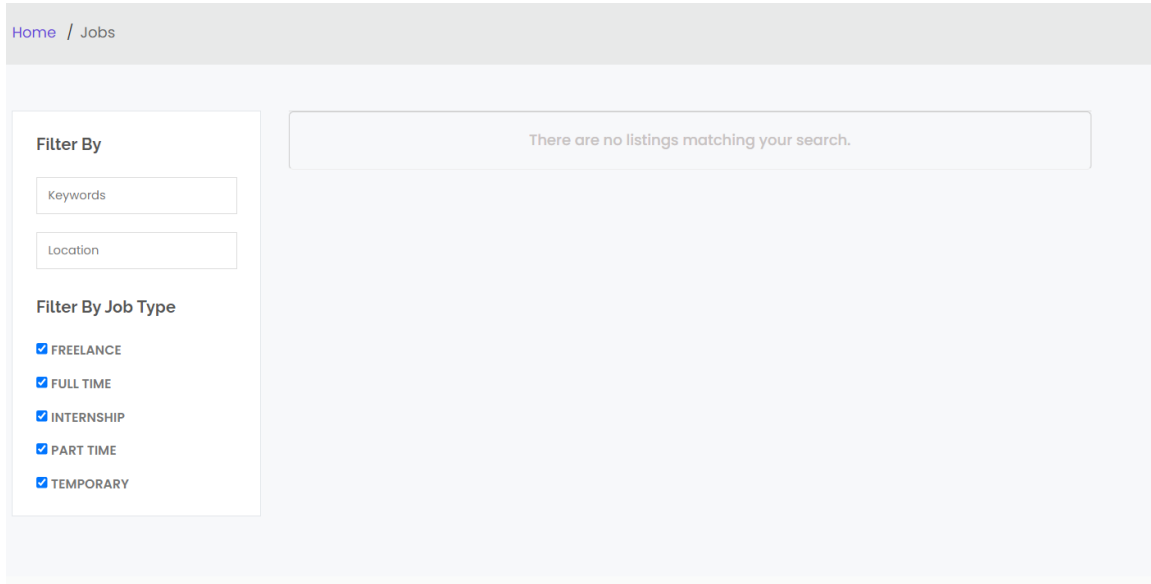 Home / Jobs
Filter By
Keywords
Location
Filter By Job Type
FREELANCE
FULL TIME
INTERNSHIP
PART TIME
TEMPORARY
There are no listings matching your search.